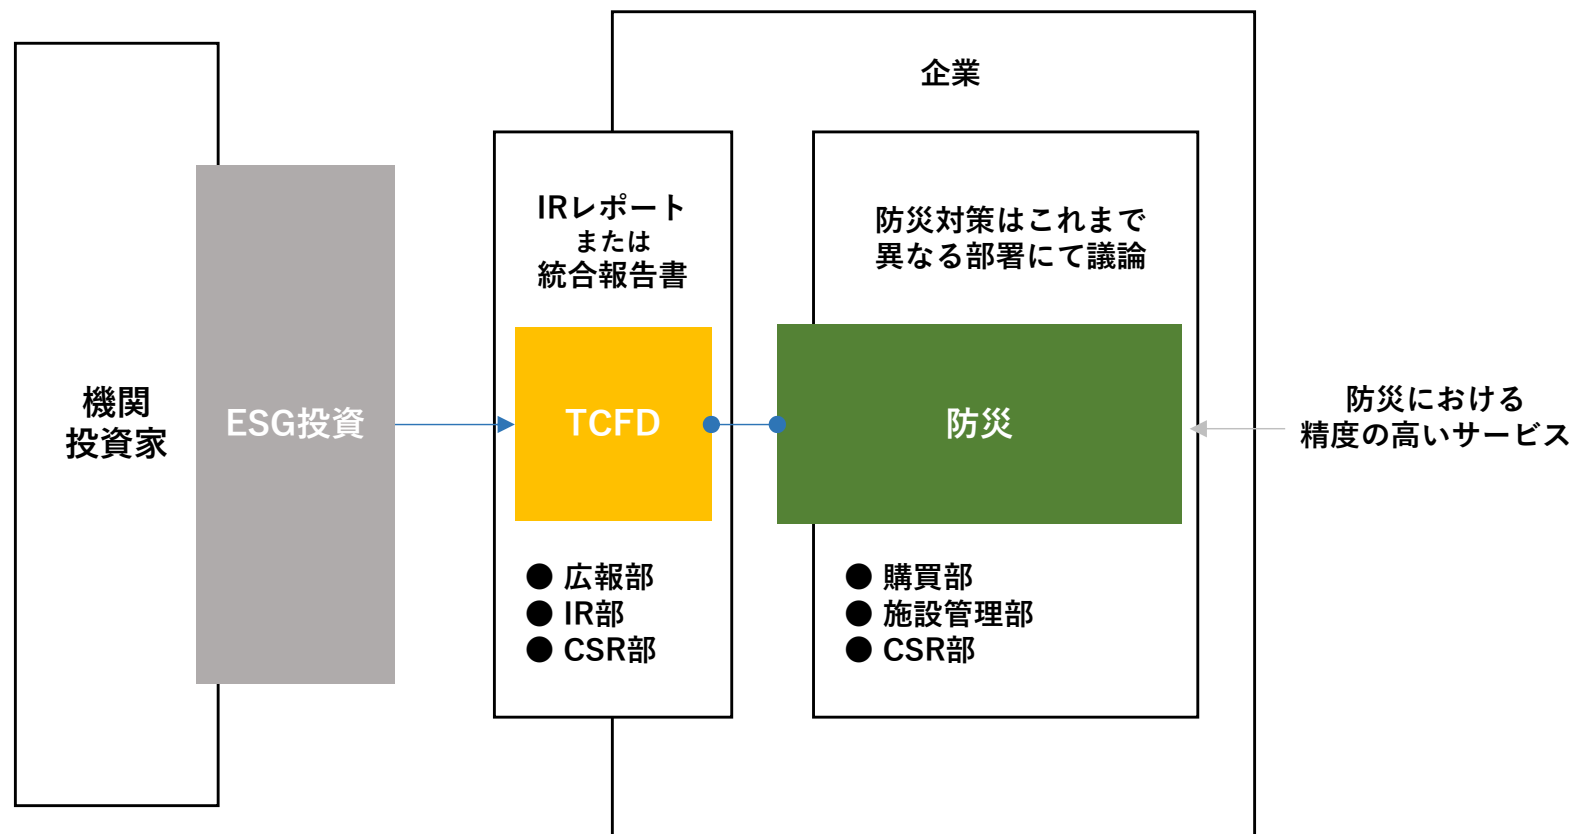 企業
IRレポート
または
統合報告書
防災対策はこれまで
異なる部署にて議論
機関
投資家
ESG投資
TCFD
防災
防災における
精度の高いサービス
● 広報部
● IR部
● CSR部
● 購買部
● 施設管理部
● CSR部